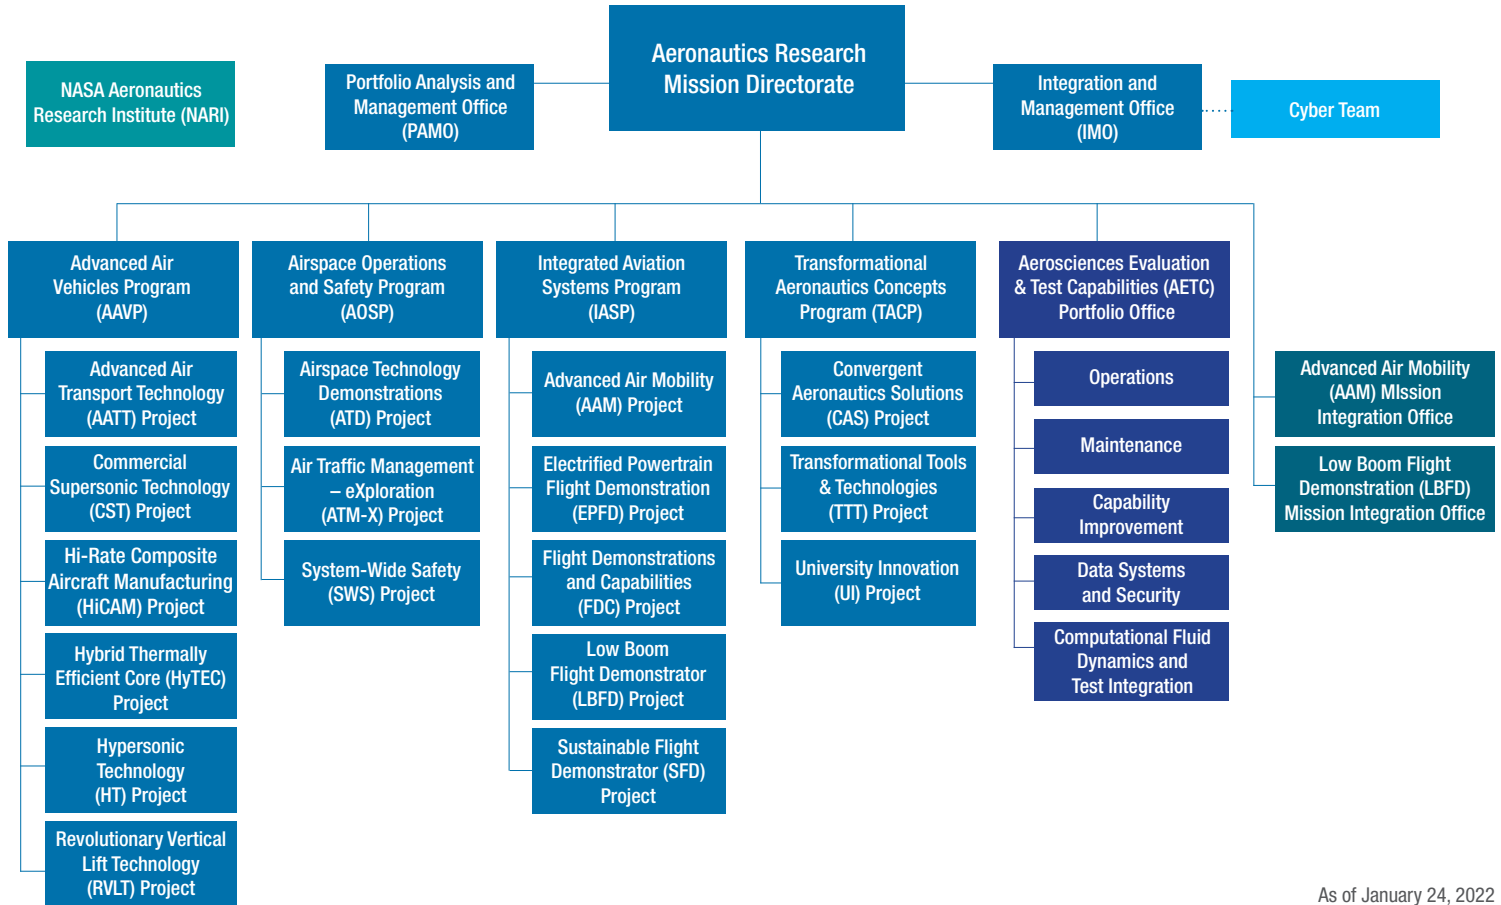 Aeronautics Research
Mission Directorate
NASA Aeronautics
Research Institute (NARI)
Portfolio Analysis and
Management Office
(PAMO)
Integration and
Management Office
(IMO)
Cyber Team
Advanced Air
Vehicles Program
(AAVP)
Advanced Air
Transport Technology
(AATT) Project
Commercial
Supersonic Technology
(CST) Project
Hi-Rate Composite
Aircraft Manufacturing
(HiCAM) Project
Hybrid Thermally
Efficient Core (HyTEC)
Project
Hypersonic
Technology
(HT) Project
Revolutionary Vertical
Lift Technology
(RVLT) Project
Airspace Operations
and Safety Program
(AOSP)
Airspace Technology
Demonstrations
(ATD) Project
Air Traffic Management
– eXploration
(ATM-X) Project
System-Wide Safety
(SWS) Project
Integrated Aviation
Systems Program
(IASP)
Advanced Air Mobility
(AAM) Project
Electrified Powertrain
Flight Demonstration
(EPFD) Project
Flight Demonstrations
and Capabilities
(FDC) Project
Low Boom
Flight Demonstrator
(LBFD) Project
Sustainable Flight
Demonstrator (SFD)
Project
Transformational
Aeronautics Concepts
Program (TACP)
Convergent
Aeronautics Solutions
(CAS) Project
Transformational Tools
& Technologies
(TTT) Project
University Innovation
(UI) Project
Aerosciences Evaluation
& Test Capabilities (AETC)
Portfolio Office
Operations
Maintenance
Capability
Improvement
Data Systems
and Security
Computational Fluid
Dynamics and
Test Integration
Advanced Air Mobility
(AAM) MIssion
Integration Office
Low Boom Flight
Demonstration (LBFD)
Mission Integration Office
As of January 24, 2022